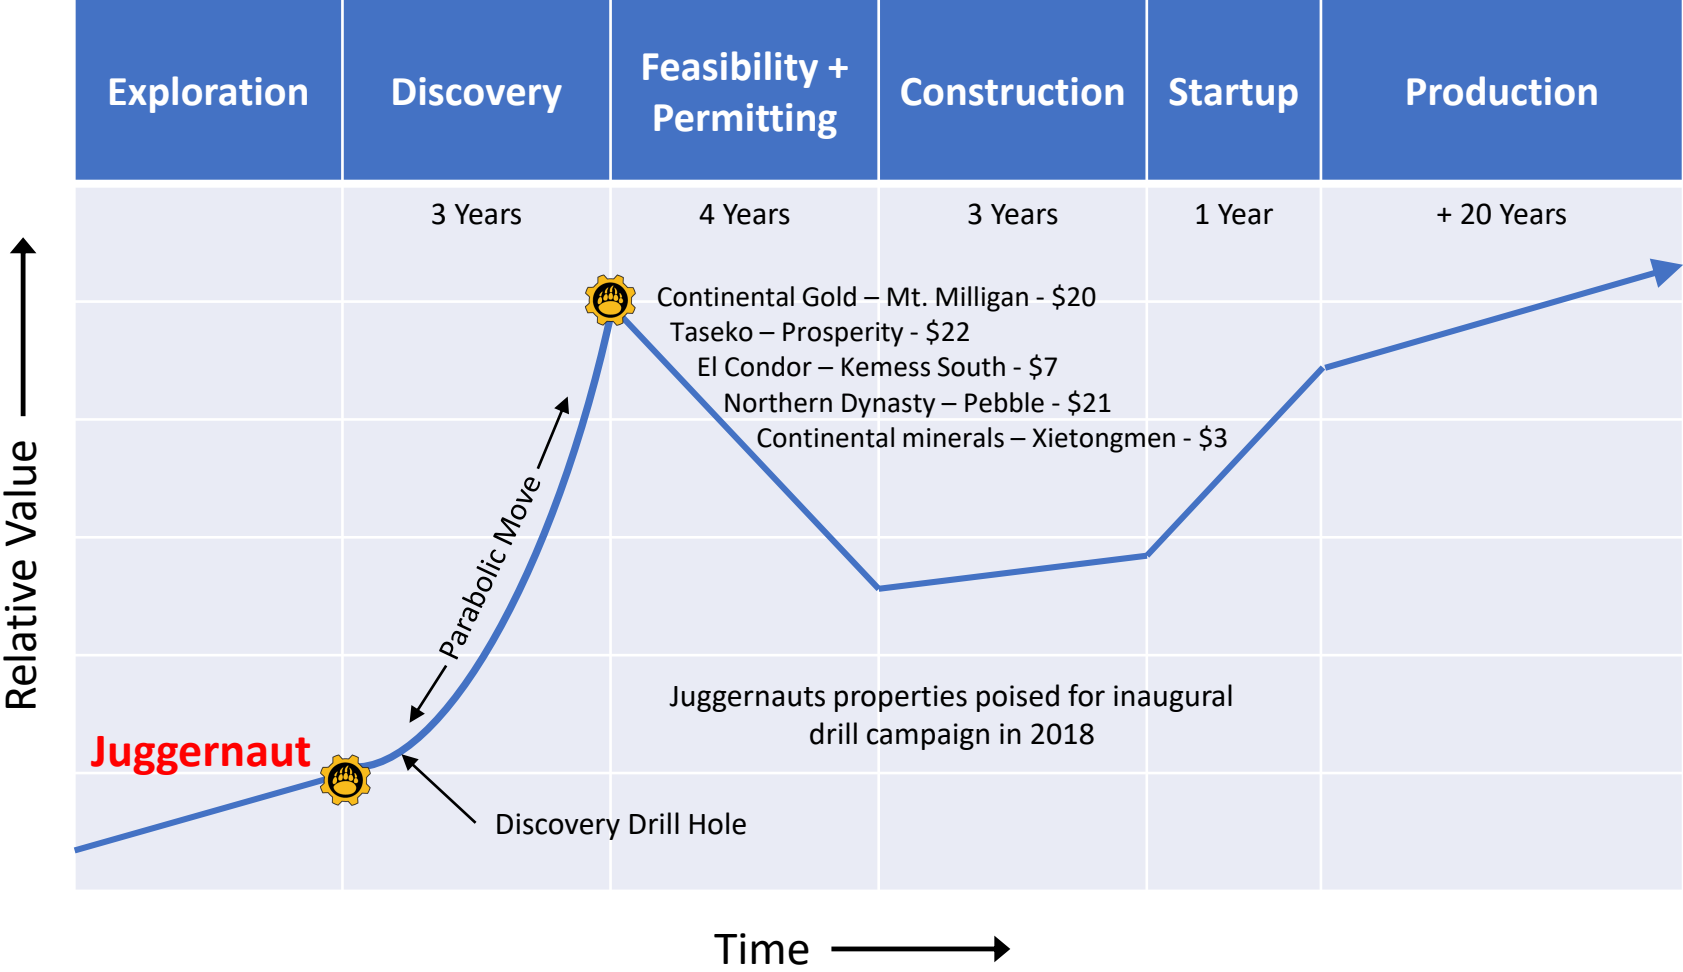 Exploration
Discovery
Feasibility +
Permitting
Construction
Startup
Production
3 Years
4 Years
3 Years
1 Year
+ 20 Years
Continental Gold – Mt. Milligan - $20
Taseko – Prosperity - $22
El Condor – Kemess South - $7
Northern Dynasty – Pebble - $21
Continental minerals – Xietongmen - $3
Parabolic Move
Relative Value
Juggernauts properties poised for inaugural
drill campaign in 2018
Juggernaut
Discovery Drill Hole
Time